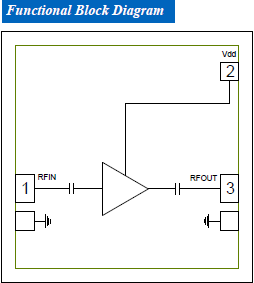 Functional Block Diagram
Vdd
2
RFIN
RFOUT
1
3